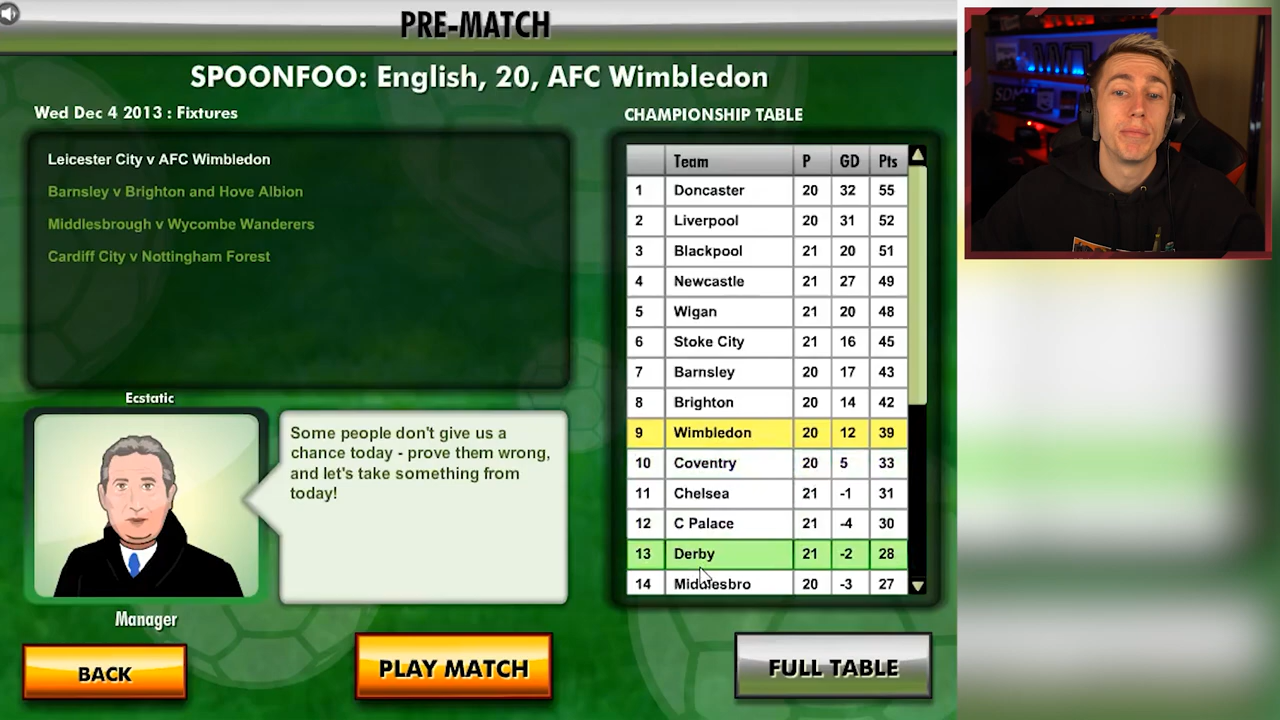 PRE-MATCH
SPOONFOO: English, 20, AFC Wimbledon
Wed Dec 4 2013 : Fixtures
Leicester City v AFC Wimbledon
Barnsley v Brighton and Hove Albion
Middlesbrough v Wycombe Wanderers
Cardiff City v Nottingham Forest
CHAMPIONSHIP TABLE
Team P GD Pts
1 Doncaster 20 32 55
2 Liverpool 20 31 52
3 Blackpool 21 20 51
4 Newcastle 21 27 49
5 Wigan 21 20 48
6 Stoke City 21 16 45
7 Barnsley 20 17 43
8 Brighton 20 14 42
9 Wimbledon 20 12 39
10 Coventry 20 5 33
11 Chelsea 21 -1 31
12 C Palace 21 -4 30
13 Derby 21 -2 28
14 Middlesbro 20 -3 27
Ecstatic
Some people don't give us a
chance today - prove them wrong,
and let's take something from
today!
Manager
BACK
PLAY MATCH
FULL TABLE